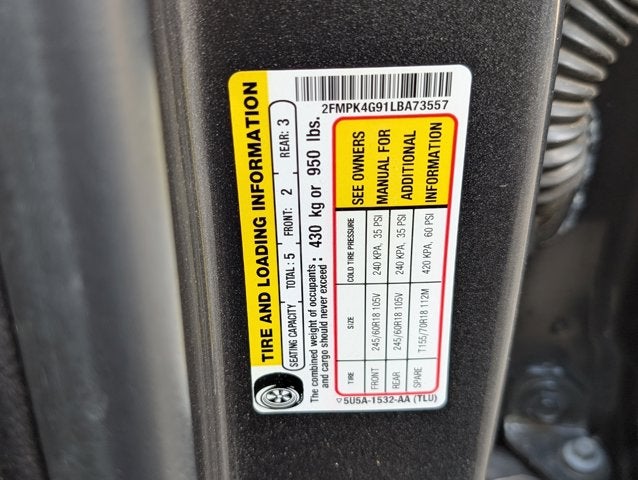 2FMPK4G91LBA73557
TIRE AND LOADING INFORMATION
SEATING CAPACITY TOTAL: 5 FRONT: 2 REAR: 3
The combined weight of occupants
and cargo should never exceed : 430 kg or 950 lbs.
TIRE SIZE COLD TIRE PRESSURE SEE OWNERS
FRONT 245/60R18 105V 240 KPA, 35 PSI MANUAL FOR
REAR 245/60R18 105V 240 KPA, 35 PSI ADDITIONAL
SPARE T155/70R18 112M 420 KPA, 60 PSI INFORMATION
5U5A-1532-AA (TLU)